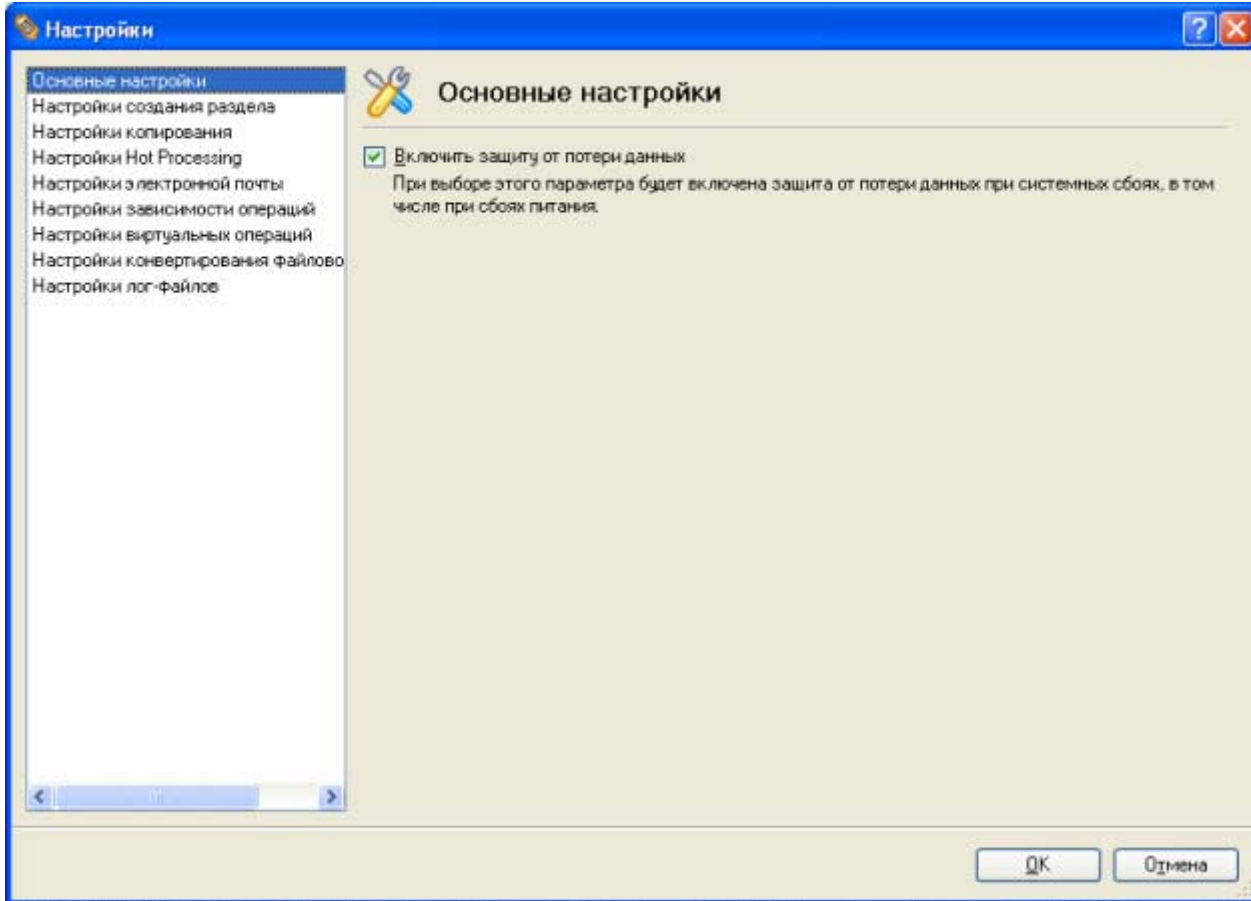 Настройки
Основные настройки
Настройки создания раздела
Настройки копирования
Настройки Hot Processing
Настройки электронной почты
Настройки зависимости операций
Настройки виртуальных операций
Настройки конвертирования файлово
Настройки лог-файлов
Основные настройки
Включить защиту от потери данных
При выборе этого параметра будет включена защита от потери данных при системных сбоях, в том
числе при сбоях питания.
OK
Отмена